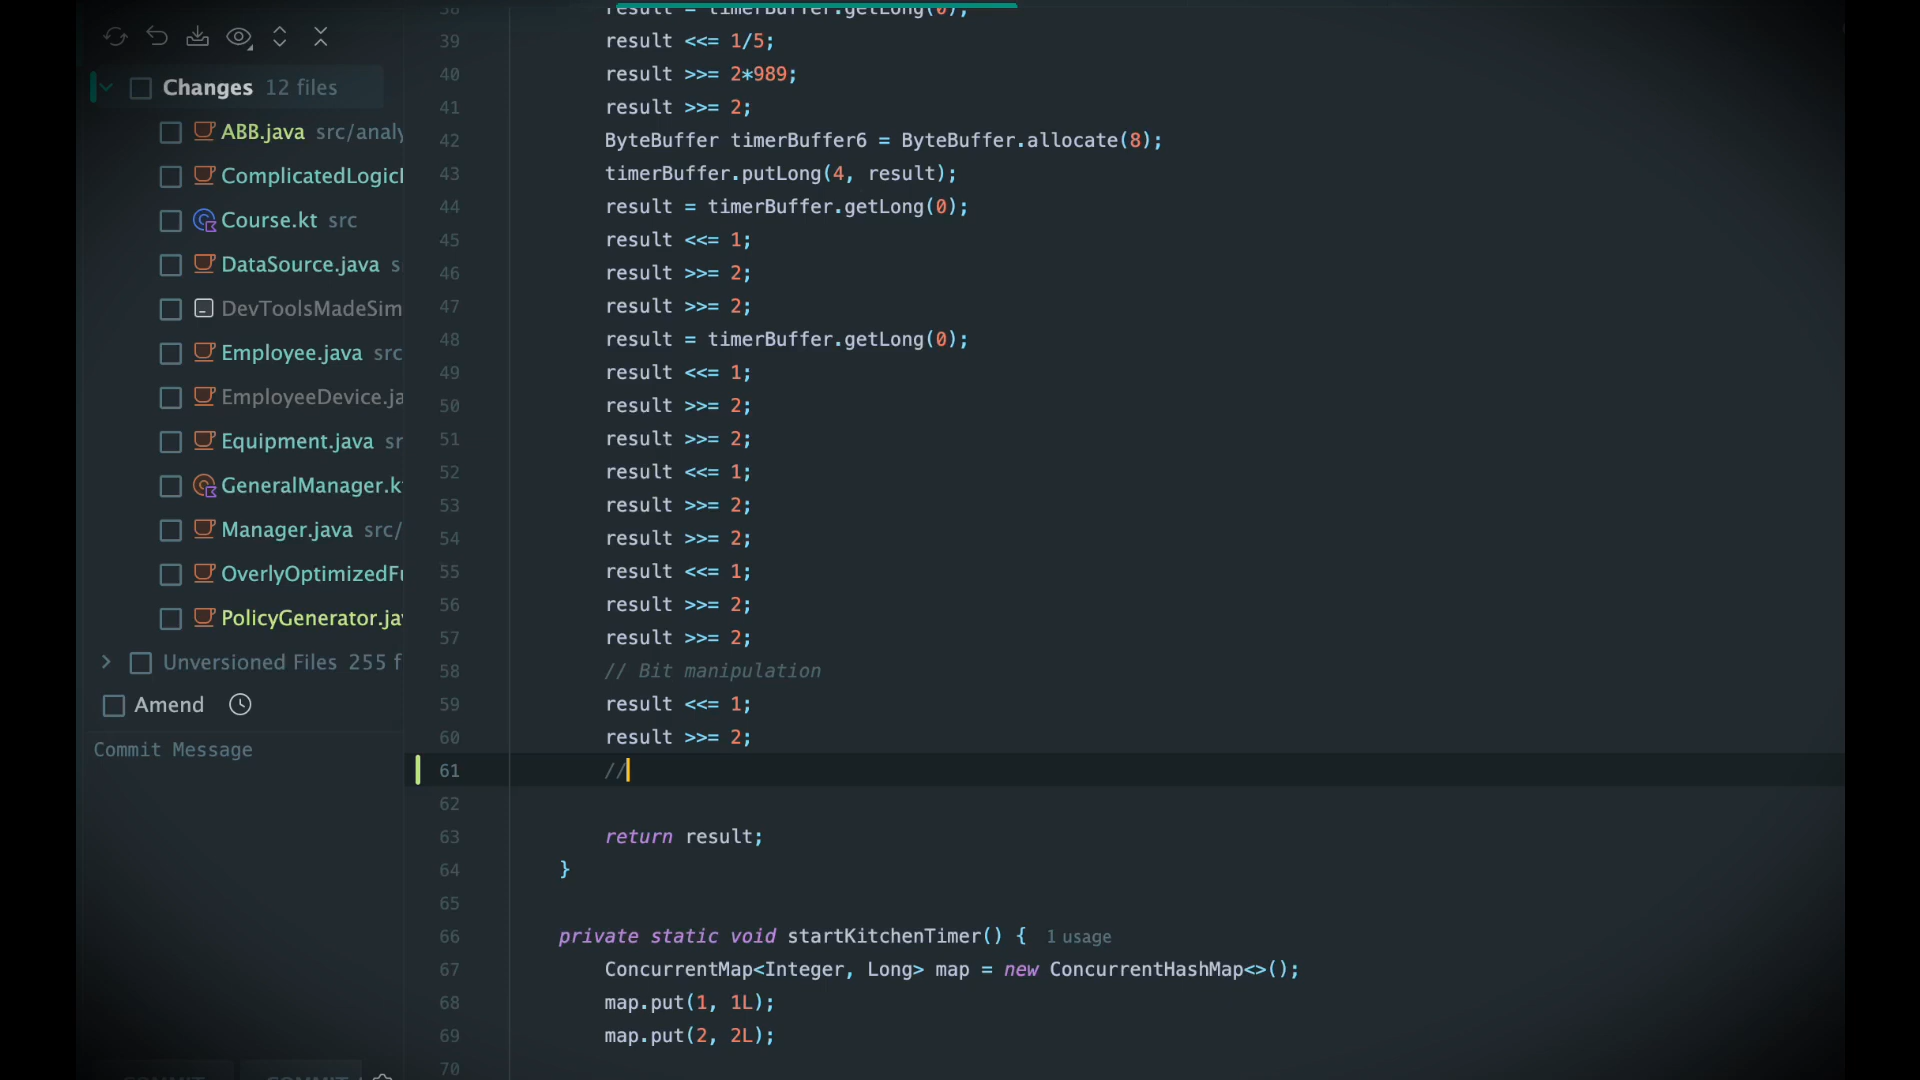 Changes 12 files
ABB.java src/analy
ComplicatedLogic
Course.kt src
DataSource.java s
DevToolsMadeSim
Employee.java src
EmployeeDevice.ja
Equipment.java sr
GeneralManager.k
Manager.java src/
OverlyOptimizedF
PolicyGenerator.jav
Unversioned Files 255 f
Amend
Commit Message
38 result = timerBuffer.getLong(0);
39 result <<= 1/5;
40 result >>= 2*989;
41 result >>= 2;
42 ByteBuffer timerBuffer6 = ByteBuffer.allocate(8);
43 timerBuffer.putLong(4, result);
44 result = timerBuffer.getLong(0);
45 result <<= 1;
46 result >>= 2;
47 result >>= 2;
48 result = timerBuffer.getLong(0);
49 result <<= 1;
50 result >>= 2;
51 result >>= 2;
52 result <<= 1;
53 result >>= 2;
54 result >>= 2;
55 result <<= 1;
56 result >>= 2;
57 result >>= 2;
58 // Bit manipulation
59 result <<= 1;
60 result >>= 2;
61 //
62
63 return result;
64 }
65
66 private static void startKitchenTimer() { 1 usage
67 ConcurrentMap<Integer, Long> map = new ConcurrentHashMap<>();
68 map.put(1, 1L);
69 map.put(2, 2L);
70